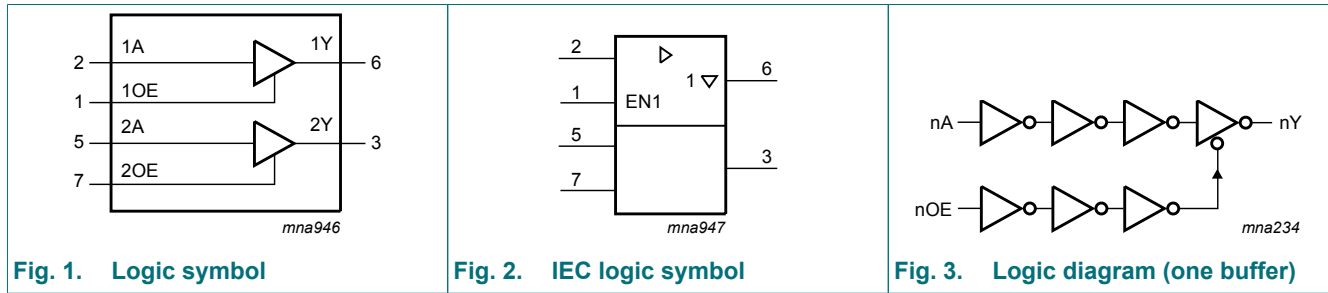 1A
1Y
2
6
1OE
1
2A
2Y
5
3
2OE
7
mna946
Fig. 1. Logic symbol
2
6
1
1
EN1
5
3
7
mna947
Fig. 2. IEC logic symbol
nA
nY
nOE
mna234
Fig. 3. Logic diagram (one buffer)